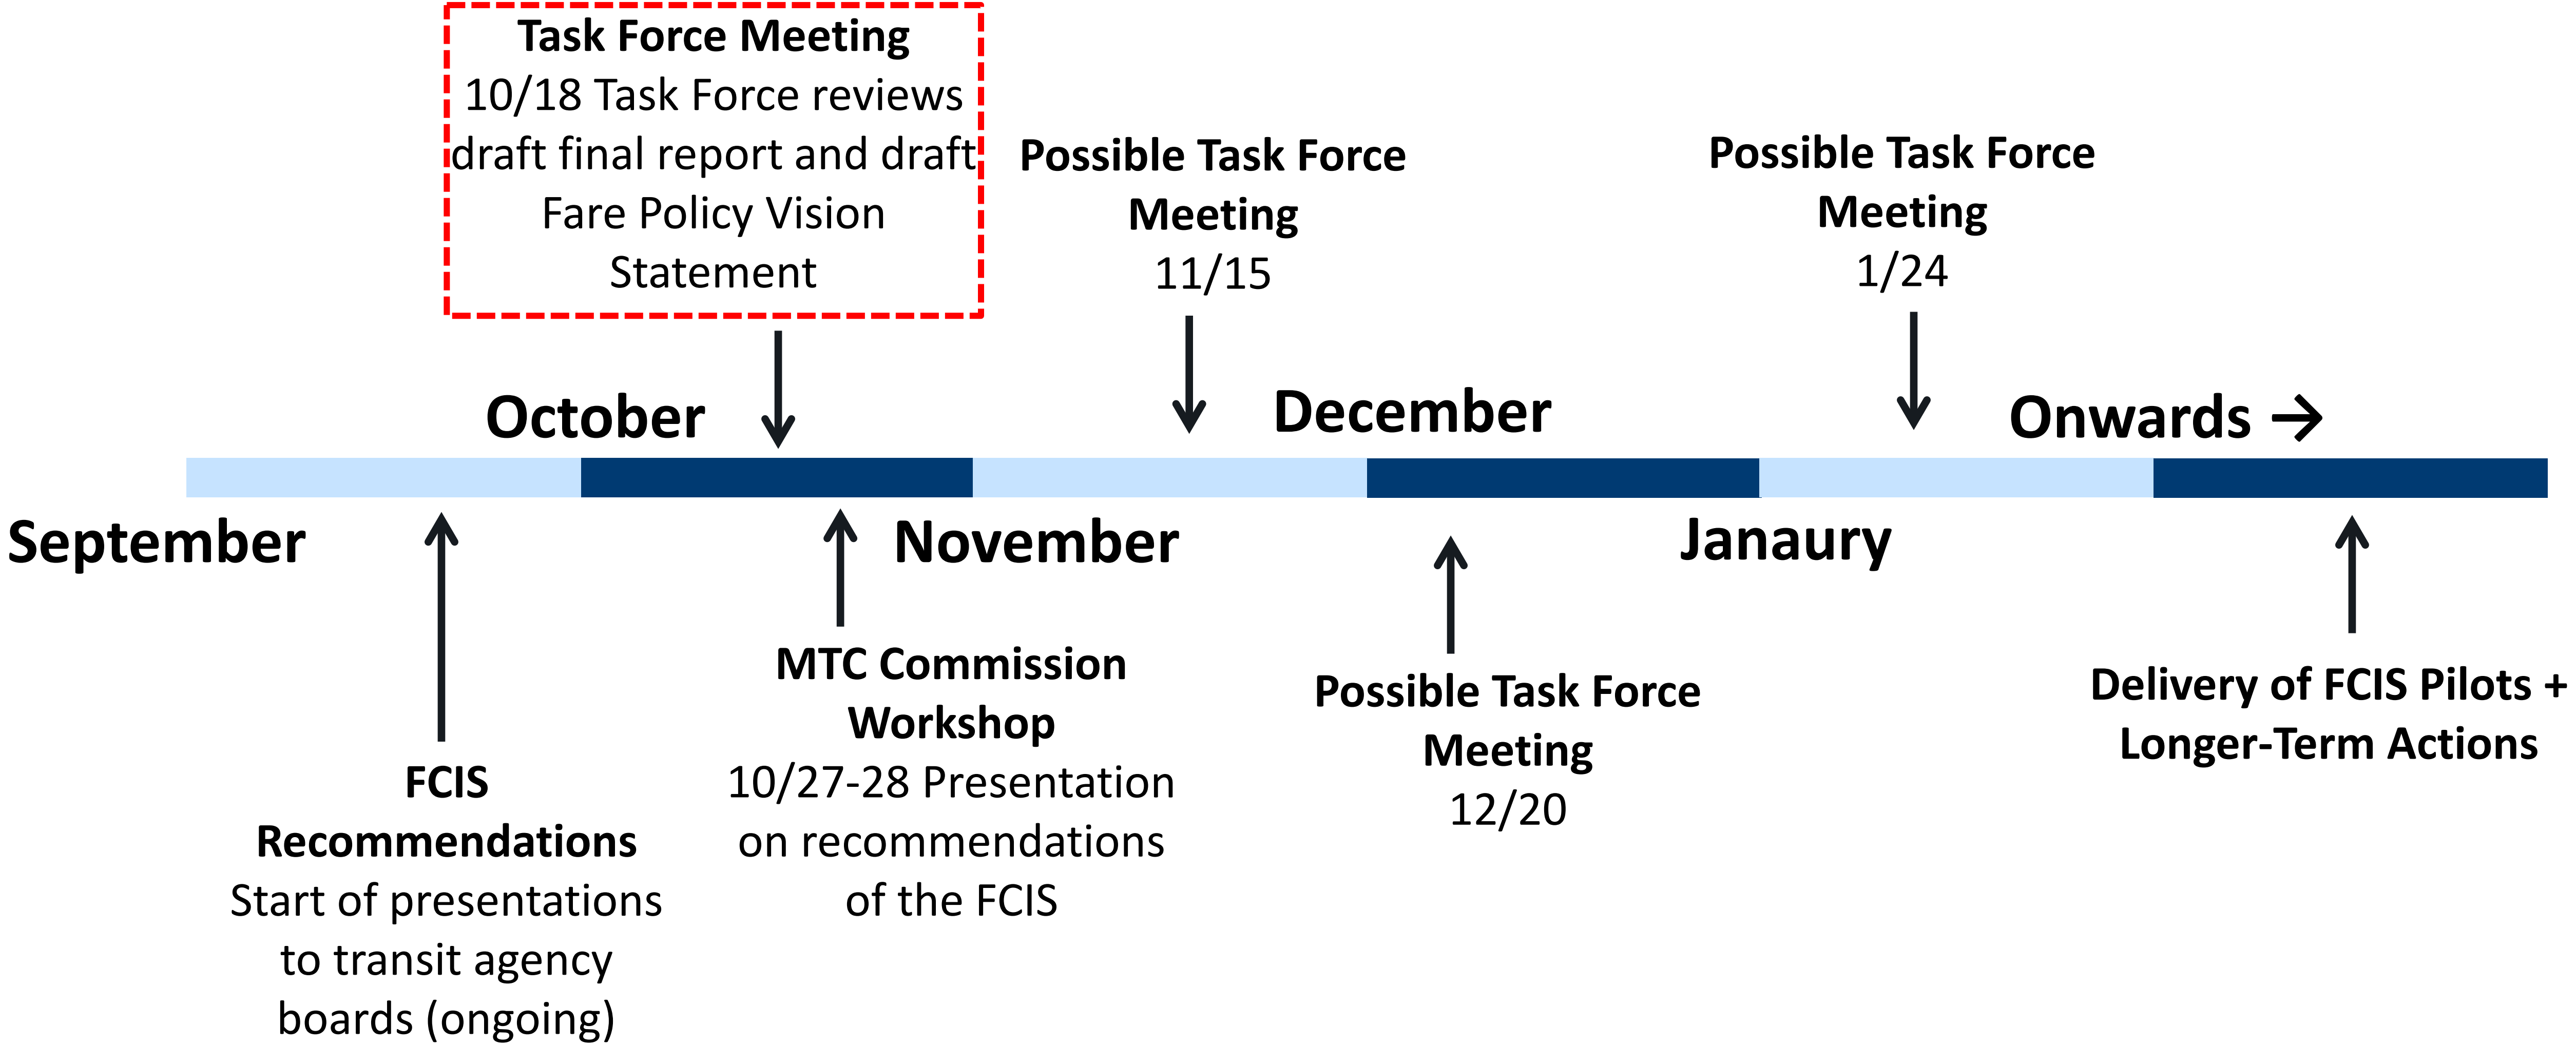 Task Force Meeting
10/18 Task Force reviews
draft final report and draft
Fare Policy Vision
Statement
Possible Task Force
Meeting
11/15
Possible Task Force
Meeting
1/24
October
December
Onwards →
September
November
Janaury
FCIS
Recommendations
Start of presentations
to transit agency
boards (ongoing)
MTC Commission
Workshop
10/27-28 Presentation
on recommendations
of the FCIS
Possible Task Force
Meeting
12/20
Delivery of FCIS Pilots +
Longer-Term Actions